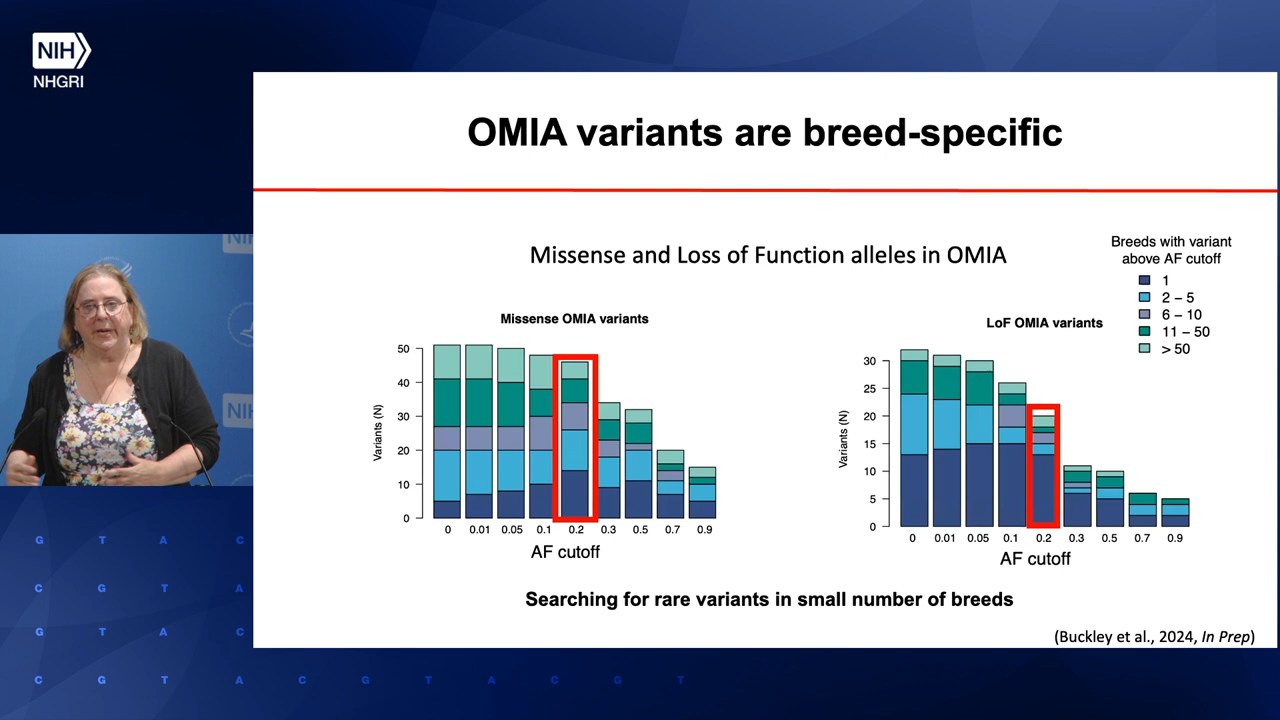 NIH
NHGRI
OMIA variants are breed-specific
Missense and Loss of Function alleles in OMIA
Breeds with variant
above AF cutoff
1
2 – 5
6 – 10
11 – 50
> 50
Missense OMIA variants
Variants (N)
50
40
30
20
10
0
0 0.01 0.05 0.1 0.2 0.3 0.5 0.7 0.9
AF cutoff
LoF OMIA variants
Variants (N)
30
25
20
15
10
5
0
0 0.01 0.05 0.1 0.2 0.3 0.5 0.7 0.9
AF cutoff
Searching for rare variants in small number of breeds
(Buckley et al., 2024, In Prep)
NIH
NIH
G T A C
C G T A
G T A C
C G T A C G T A C G T